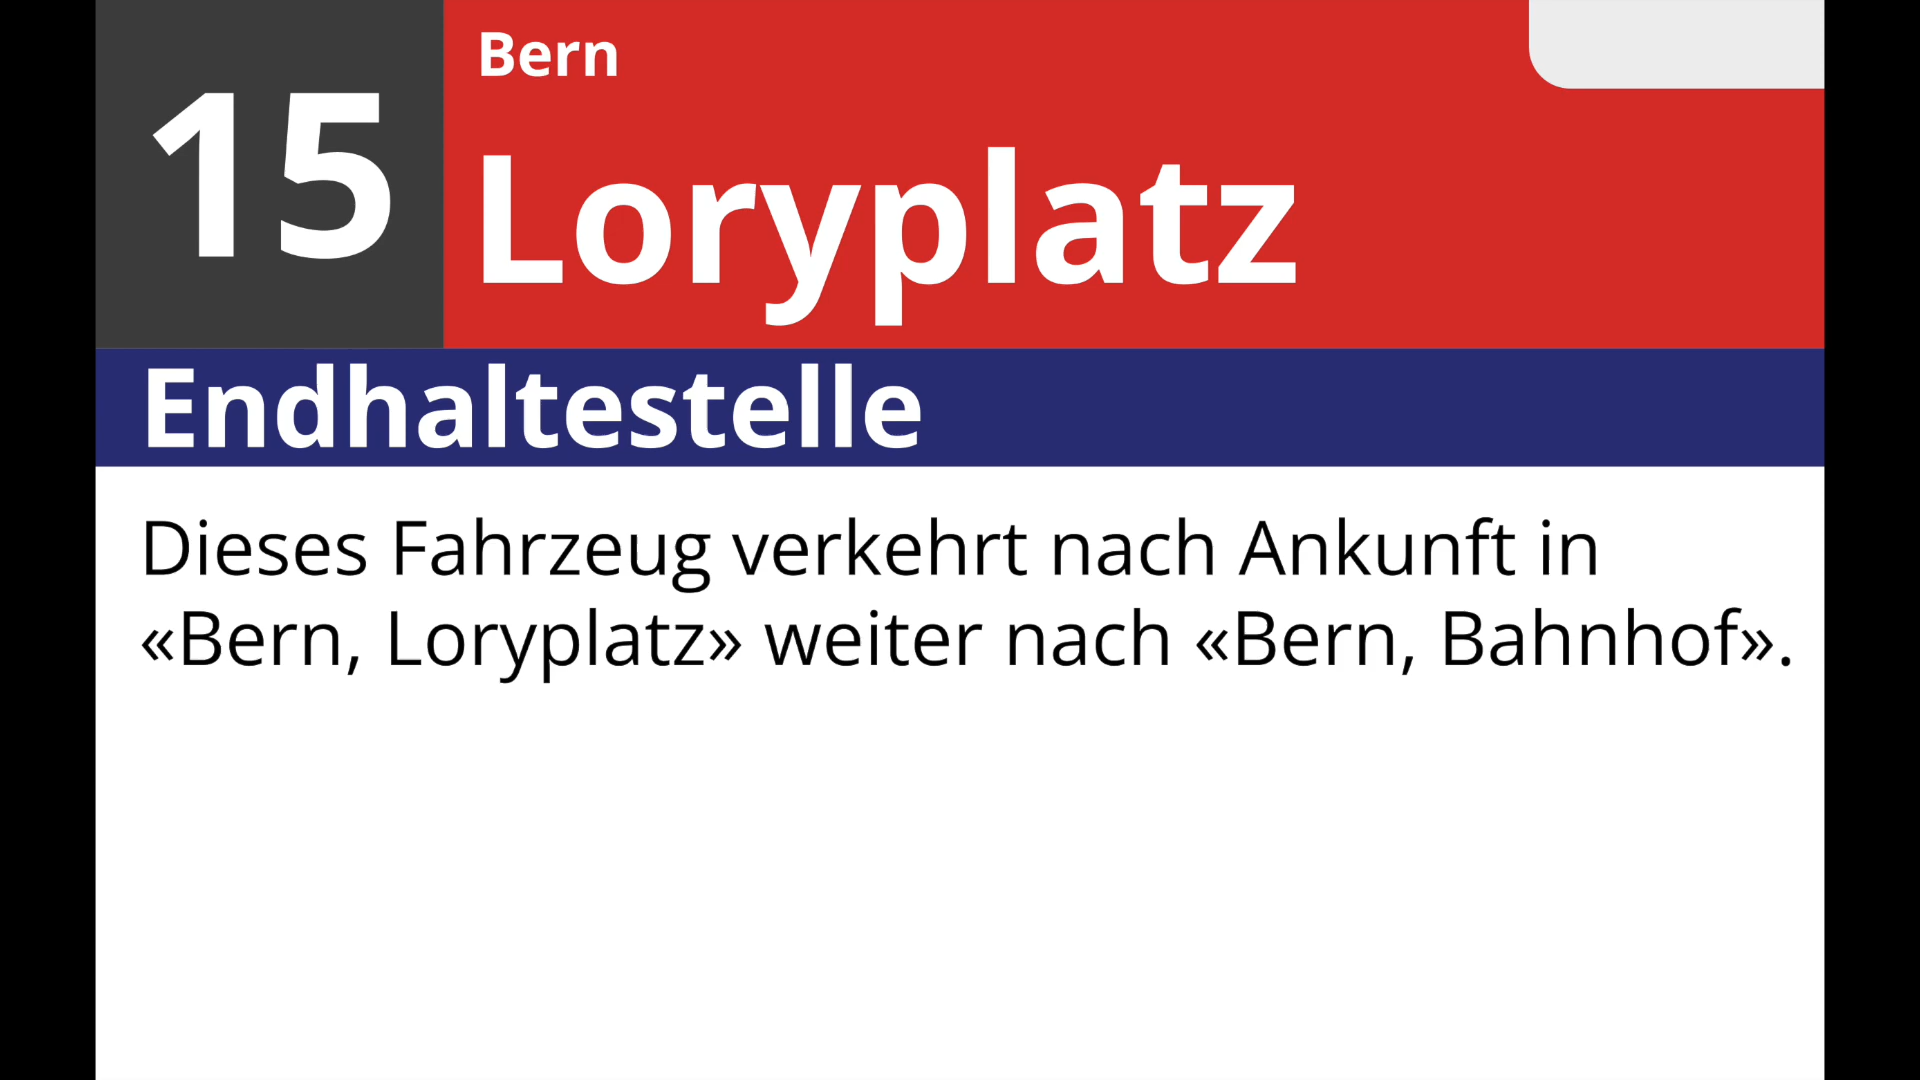 15
Bern
Loryplatz
Endhaltestelle
Dieses Fahrzeug verkehrt nach Ankunft in
«Bern, Loryplatz» weiter nach «Bern, Bahnhof».